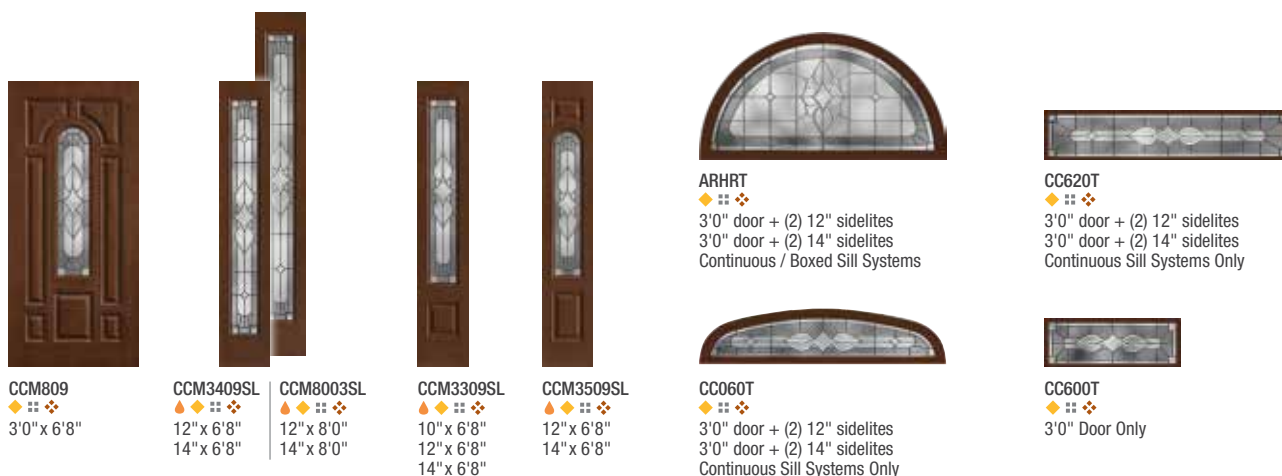 CCM809
3'0" x 6'8"
CCM3409SL
12" x 6'8"
14" x 6'8"
CCM8003SL
12" x 8'0"
14" x 8'0"
CCM3309SL
10" x 6'8"
12" x 6'8"
14" x 6'8"
CCM3509SL
12" x 6'8"
14" x 6'8"
ARHRT
3'0" door + (2) 12" sidelites
3'0" door + (2) 14" sidelites
Continuous / Boxed Sill Systems
CC060T
3'0" door + (2) 12" sidelites
3'0" door + (2) 14" sidelites
Continuous Sill Systems Only
CC620T
3'0" door + (2) 12" sidelites
3'0" door + (2) 14" sidelites
Continuous Sill Systems Only
CC600T
3'0" Door Only